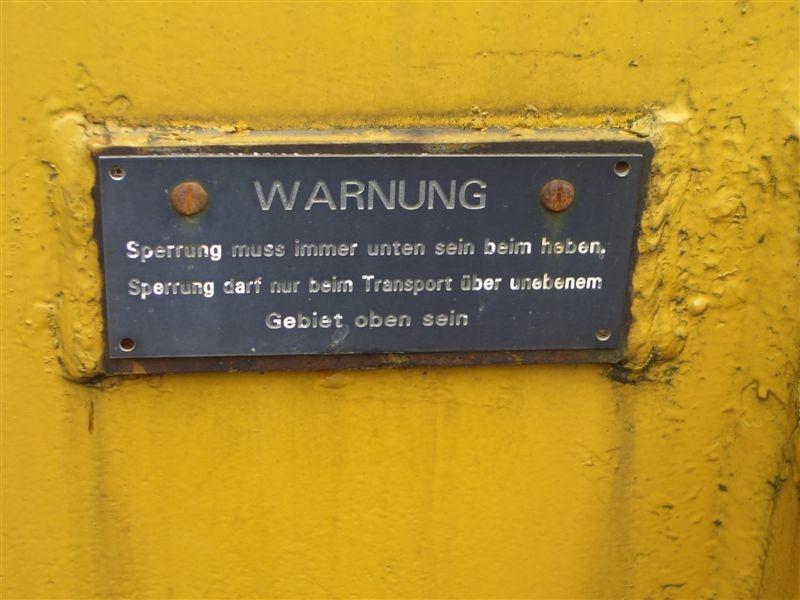 WARNUNG
Sperrung muss immer unten sein beim heben.
Sperrung darf nur beim Transport über unebenem
Gebiet oben sein